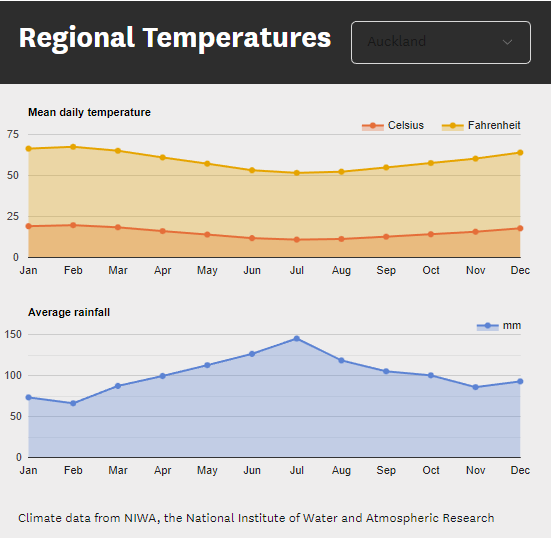 Regional Temperatures
Auckland
Mean daily temperature
Celsius Fahrenheit
75
50
25
0
Jan Feb Mar Apr May Jun Jul Aug Sep Oct Nov Dec
Average rainfall
mm
150
100
50
0
Jan Feb Mar Apr May Jun Jul Aug Sep Oct Nov Dec
Climate data from NIWA, the National Institute of Water and Atmospheric Research